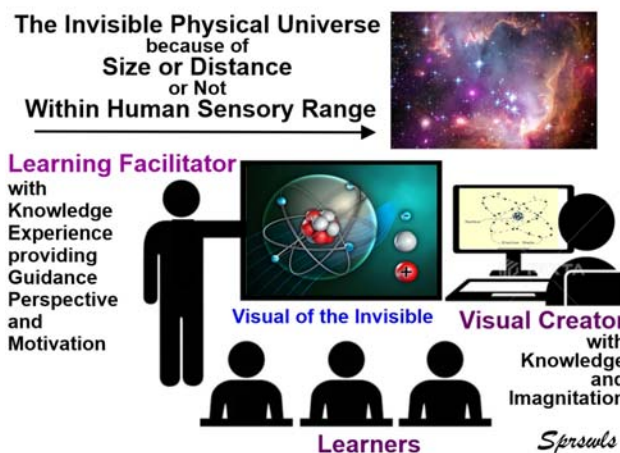 The Invisible Physical Universe
because of
Size or Distance
or Not
Within Human Sensory Range
Learning Facilitator
with
Knowledge
Experience
providing
Guidance
Perspective
and
Motivation
+
Visual of the Invisible
Visual Creator
with
Knowledge
and
Imagnitation
Learners
Sprswls